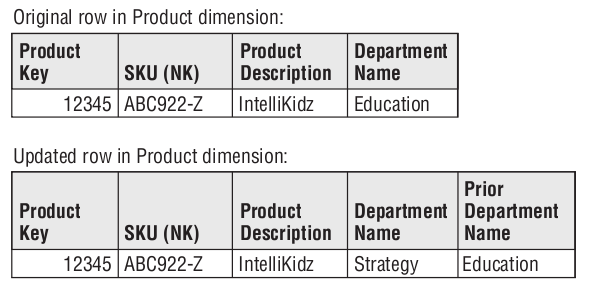 Original row in Product dimension:
Product Key SKU (NK) Product Description Department Name
12345 ABC922-Z IntelliKidz Education
Updated row in Product dimension:
Product Key SKU (NK) Product Description Department Name Prior Department Name
12345 ABC922-Z IntelliKidz Strategy Education